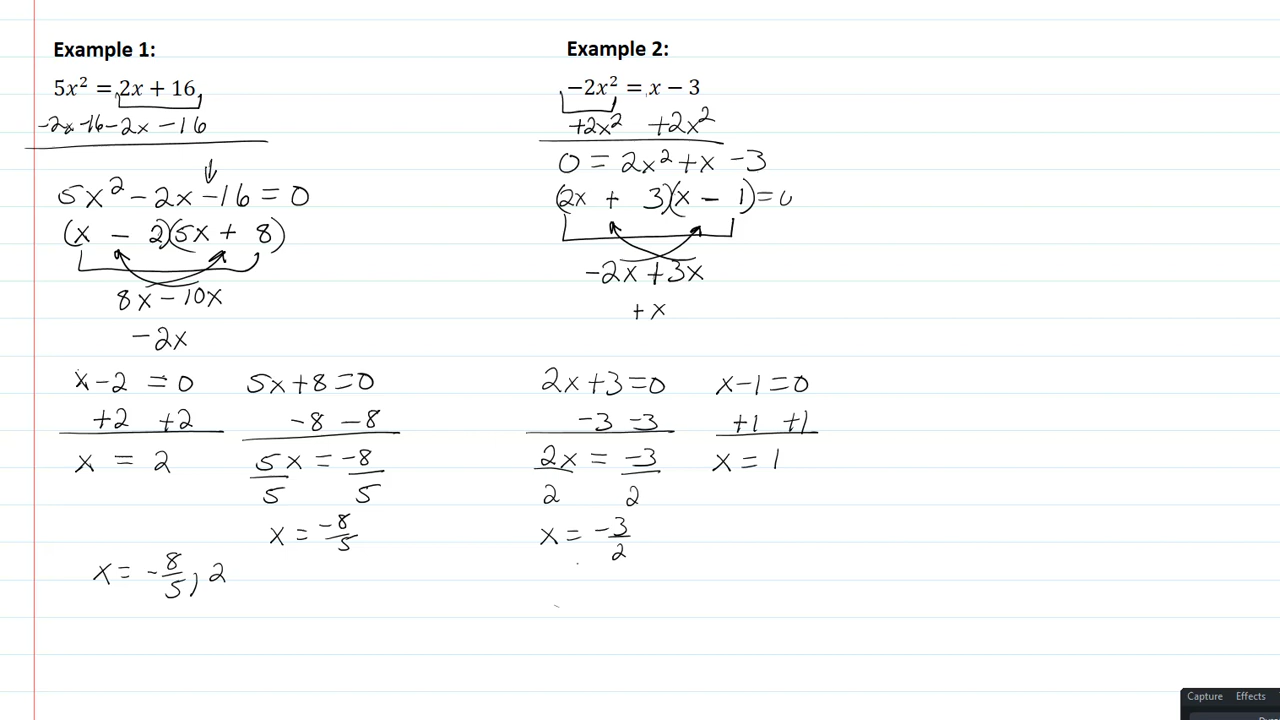 Example 1:
5x² = 2x + 16
-2x -16 -2x -16
5x² - 2x - 16 = 0
(x - 2)(5x + 8)
8x - 10x
-2x
x - 2 = 0
+2 +2
x = 2
5x + 8 = 0
-8 -8
5x/5 = -8/5
x = -8/5
x = -8/5, 2
Example 2:
−2x² = x − 3
+2x² +2x²
0 = 2x² + x - 3
(2x + 3)(x - 1) = 0
-2x + 3x
+x
2x + 3 = 0
-3 -3
2x/2 = -3/2
x = -3/2
x - 1 = 0
+1 +1
x = 1
Capture Effects